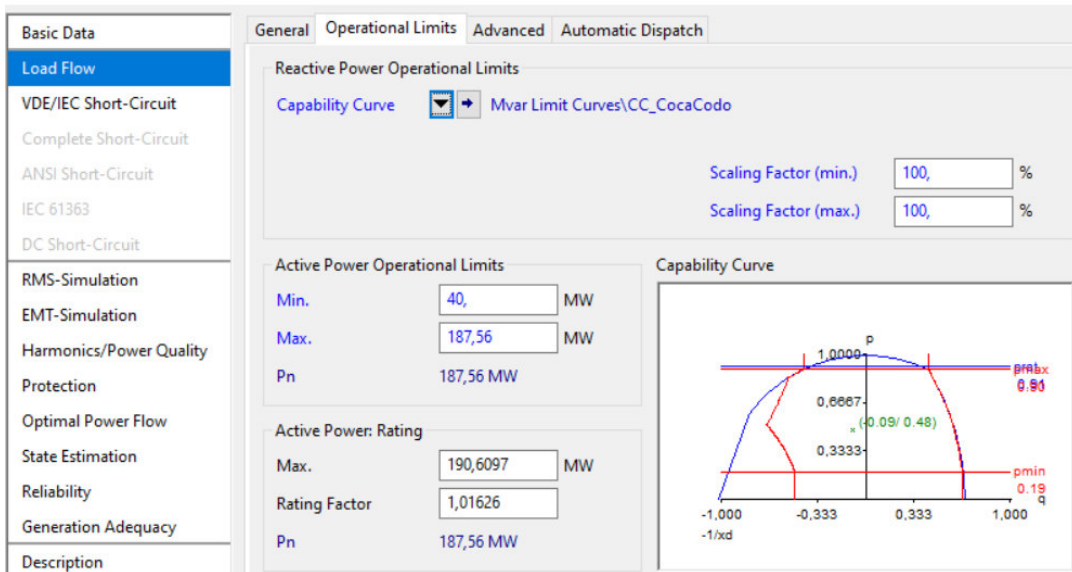 Basic Data
Load Flow
VDE/IEC Short-Circuit
Complete Short-Circuit
ANSI Short-Circuit
IEC 61363
DC Short-Circuit
RMS-Simulation
EMT-Simulation
Harmonics/Power Quality
Protection
Optimal Power Flow
State Estimation
Reliability
Generation Adequacy
Description
General Operational Limits Advanced Automatic Dispatch
Reactive Power Operational Limits
Capability Curve Mvar Limit Curves\CC_CocaCodo
Scaling Factor (min.) 100, %
Scaling Factor (max.) 100, %
Active Power Operational Limits
Min. 40, MW
Max. 187,56 MW
Pn 187,56 MW
Active Power: Rating
Max. 190,6097 MW
Rating Factor 1,01626
Pn 187,56 MW
Capability Curve
p
1,0000
pmax
0,6667
(-0.09/ 0.48)
0,3333
pmin
0.19
q
-1,000 -0,333 0,333 1,000
-1/xd